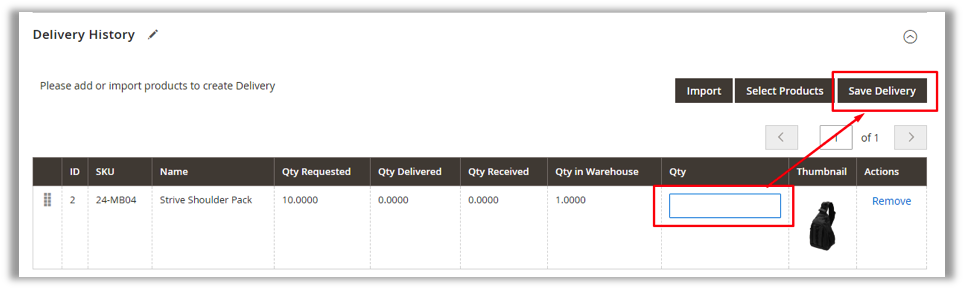 Delivery History
Please add or import products to create Delivery
Import Select Products Save Delivery
1 of 1
ID SKU Name Qty Requested Qty Delivered Qty Received Qty in Warehouse Qty Thumbnail Actions
2 24-MB04 Strive Shoulder Pack 10.0000 0.0000 0.0000 1.0000 Remove